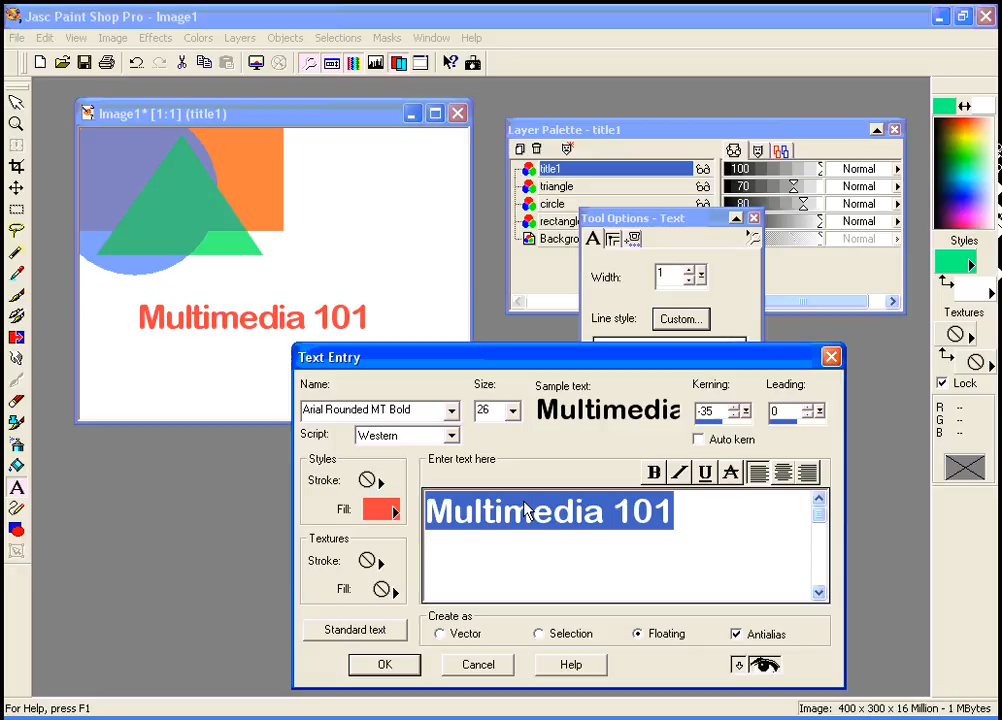 Jasc Paint Shop Pro - Image1
File Edit View Image Effects Colors Layers Objects Selections Masks Window Help
Image1* [1:1] (title1)
Multimedia 101
Layer Palette - title1
title1 100 Normal
triangle 70 Normal
circle 80 Normal
rectang Normal
Backgro Normal
Tool Options - Text
Width: 1
Line style: Custom...
Styles
Textures
Lock
R --
G --
B --
Text Entry
Name: Size: Sample text: Kerning: Leading:
Arial Rounded MT Bold 26 Multimedia -35 0
Script: Western Auto kern
Styles Enter text here
Stroke: B I U A
Fill: Multimedia 101
Textures
Stroke:
Fill:
Create as
Standard text Vector Selection Floating Antialias
OK Cancel Help
For Help, press F1 Image: 400 x 300 x 16 Million - 1 MBytes